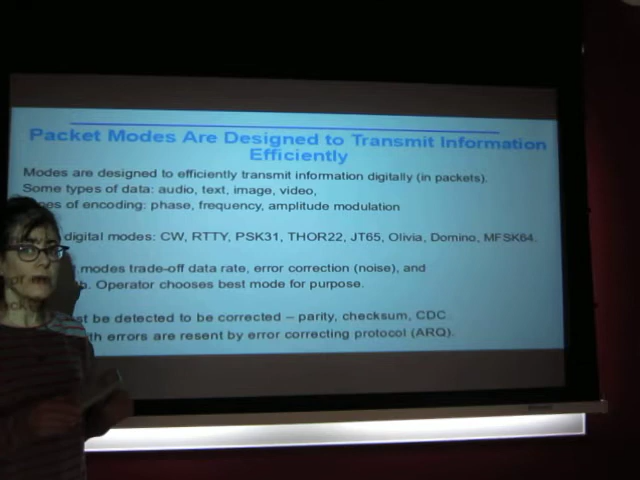 Packet Modes Are Designed to Transmit Information
Efficiently
Modes are designed to efficiently transmit information digitally (in packets).
Some types of data: audio, text, image, video,
of encoding: phase, frequency, amplitude modulation
digital modes: CW, RTTY, PSK31, THOR22, JT65, Olivia, Domino, MFSK64.
modes trade-off data rate, error correction (noise), and
Operator chooses best mode for purpose.
be detected to be corrected – parity, checksum, CDC
with errors are resent by error correcting protocol (ARQ).